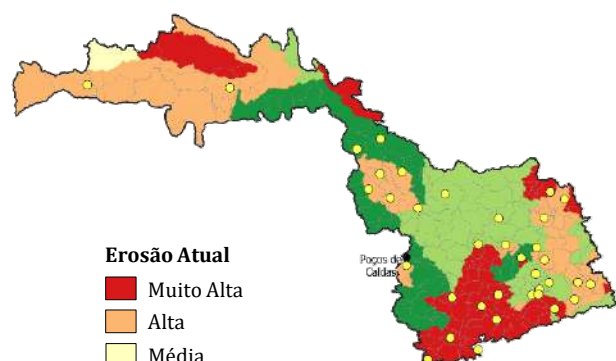 Poços de
Caldas
Erosão Atual
Muito Alta
Alta
Média